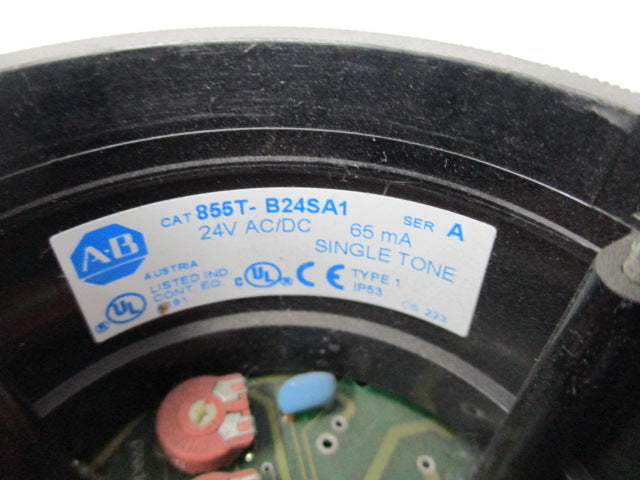 A-B
CAT 855T- B24SA1 SER A
24V AC/DC 65 mA
SINGLE TONE
AUSTRIA
UL LISTED IND.
CONT. EQ.
C UL CE TYPE 1
IP53